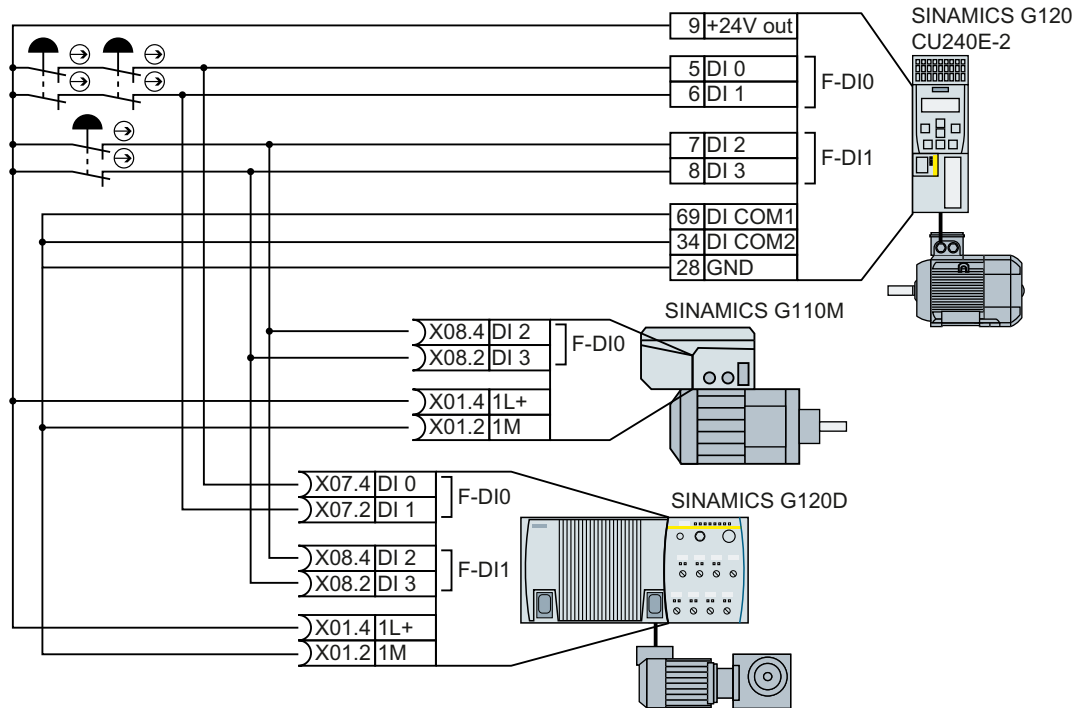 SINAMICS G120
CU240E-2
9 +24V out
5 DI 0
6 DI 1
F-DI0
7 DI 2
8 DI 3
F-DI1
69 DI COM1
34 DI COM2
28 GND
SINAMICS G110M
X08.4 DI 2
X08.2 DI 3
F-DI0
X01.4 1L+
X01.2 1M
SINAMICS G120D
X07.4 DI 0
X07.2 DI 1
F-DI0
X08.4 DI 2
X08.2 DI 3
F-DI1
X01.4 1L+
X01.2 1M